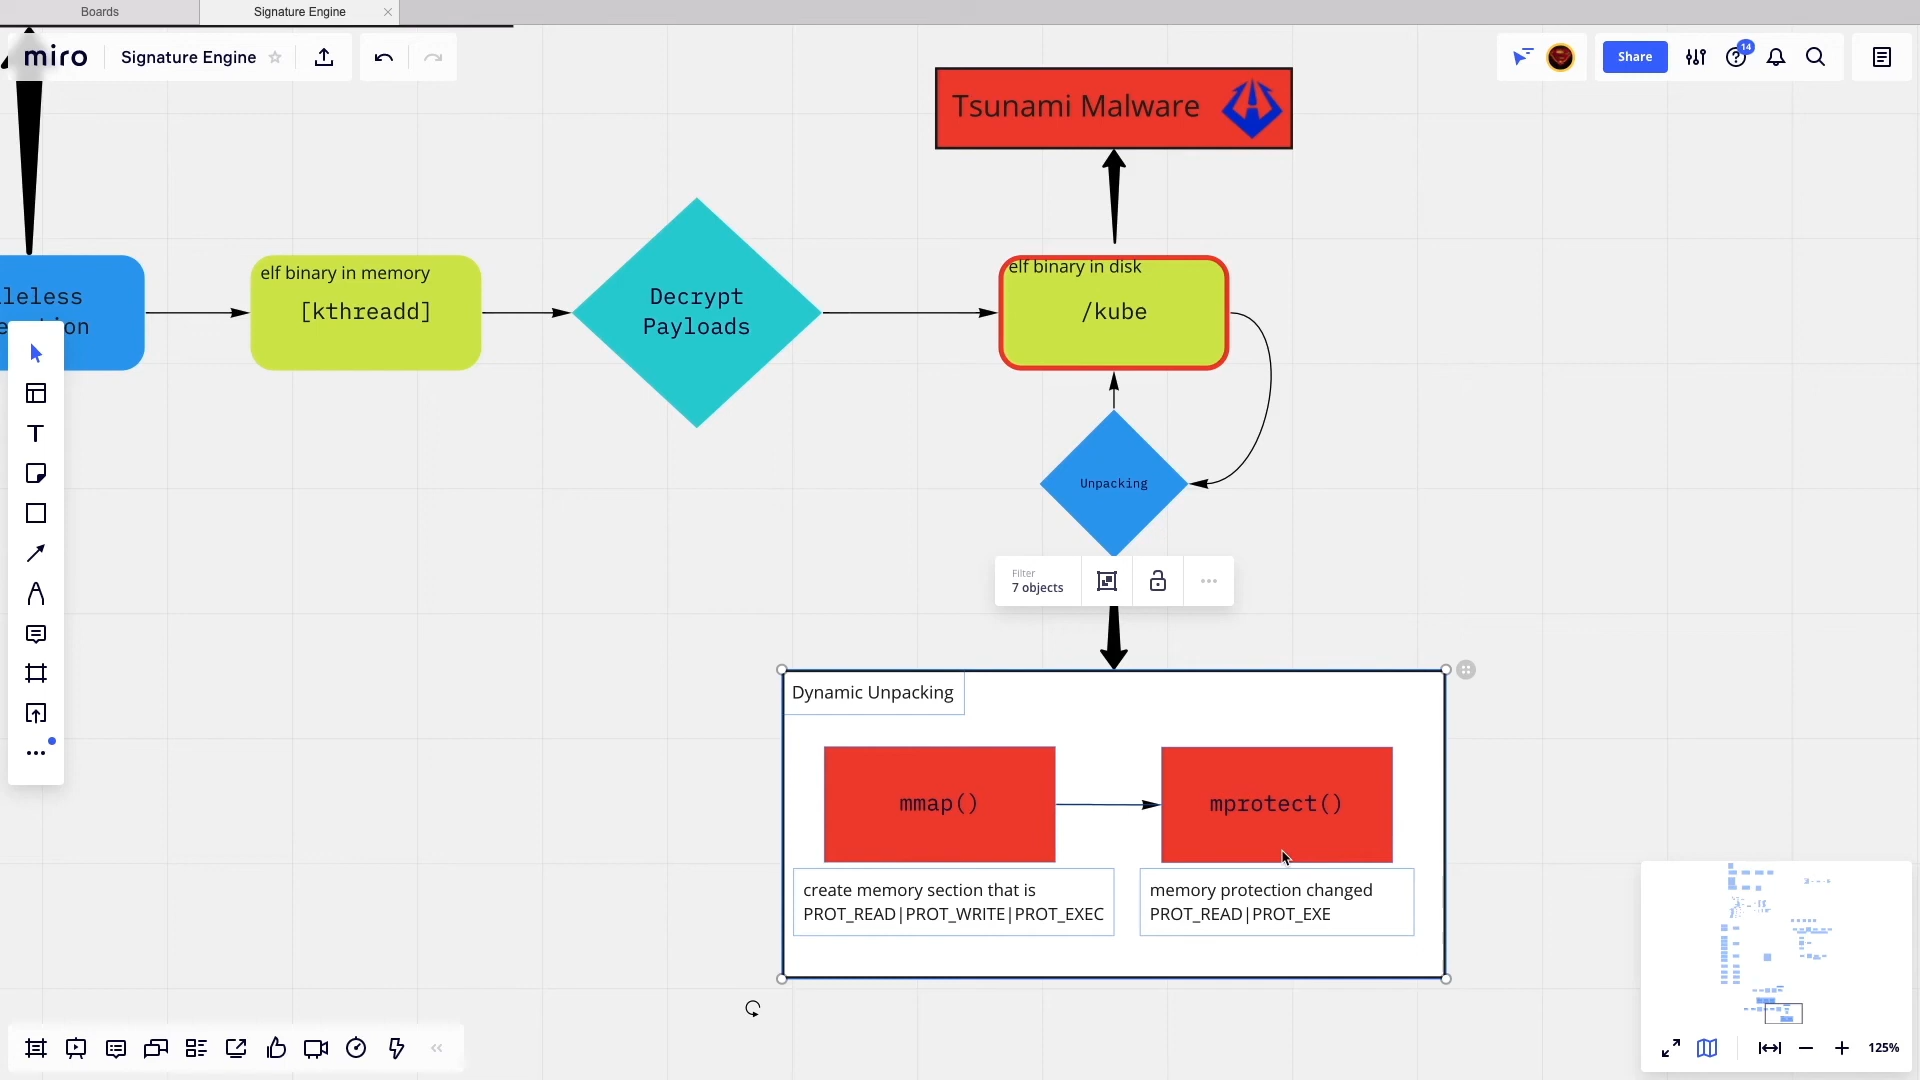 Boards
Signature Engine
miro
Signature Engine
Share
14
Tsunami Malware
elf binary in memory
[kthreadd]
Decrypt
Payloads
elf binary in disk
/kube
Unpacking
Filter
7 objects
Dynamic Unpacking
mmap()
mprotect()
create memory section that is
PROT_READ|PROT_WRITE|PROT_EXEC
memory protection changed
PROT_READ|PROT_EXE
125%